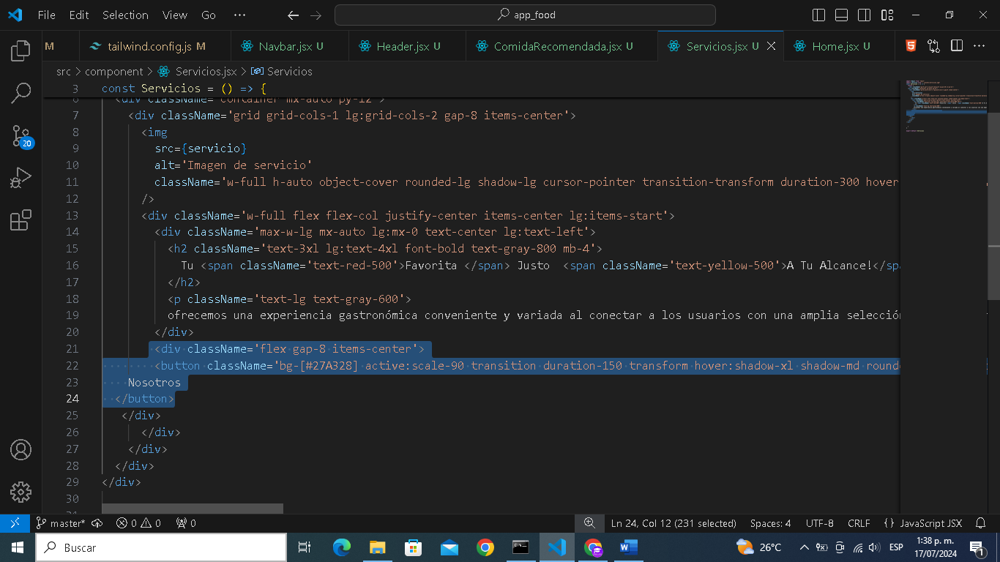 File Edit Selection View Go ··· app_food
M tailwind.config.js M Navbar.jsx U Header.jsx U ComidaRecomendada.jsx U Servicios.jsx U Home.jsx U
src > component > Servicios.jsx > Servicios
3 const Servicios = () => {
6 <div className='container mx-auto py-12'>
7 <div className='grid grid-cols-1 lg:grid-cols-2 gap-8 items-center'>
8 <img
9 src={servicio}
10 alt='Imagen de servicio'
11 className='w-full h-auto object-cover rounded-lg shadow-lg cursor-pointer transition-transform duration-300 hover
12 />
13 <div className='w-full flex flex-col justify-center items-center lg:items-start'>
14 <div className='max-w-lg mx-auto lg:mx-0 text-center lg:text-left'>
15 <h2 className='text-3xl lg:text-4xl font-bold text-gray-800 mb-4'>
16 Tu <span className='text-red-500'>Favorita </span> Justo  <span className='text-yellow-500'>A Tu Alcance!</sp
17 </h2>
18 <p className='text-lg text-gray-600'>
19 ofrecemos una experiencia gastronómica conveniente y variada al conectar a los usuarios con una amplia selección
20 </div>
21 <div className='flex gap-8 items-center'>
22 <button className='bg-[#27A328] active:scale-90 transition duration-150 transform hover:shadow-xl shadow-md round
23 Nosotros
24 </button>
25 </div>
26 </div>
27 </div>
28 </div>
29 </div>
30
20
master* 0 0 0 Ln 24, Col 12 (231 selected) Spaces: 4 UTF-8 CRLF {} JavaScript JSX
Buscar 26°C ESP 1:38 p. m.
17/07/2024 1